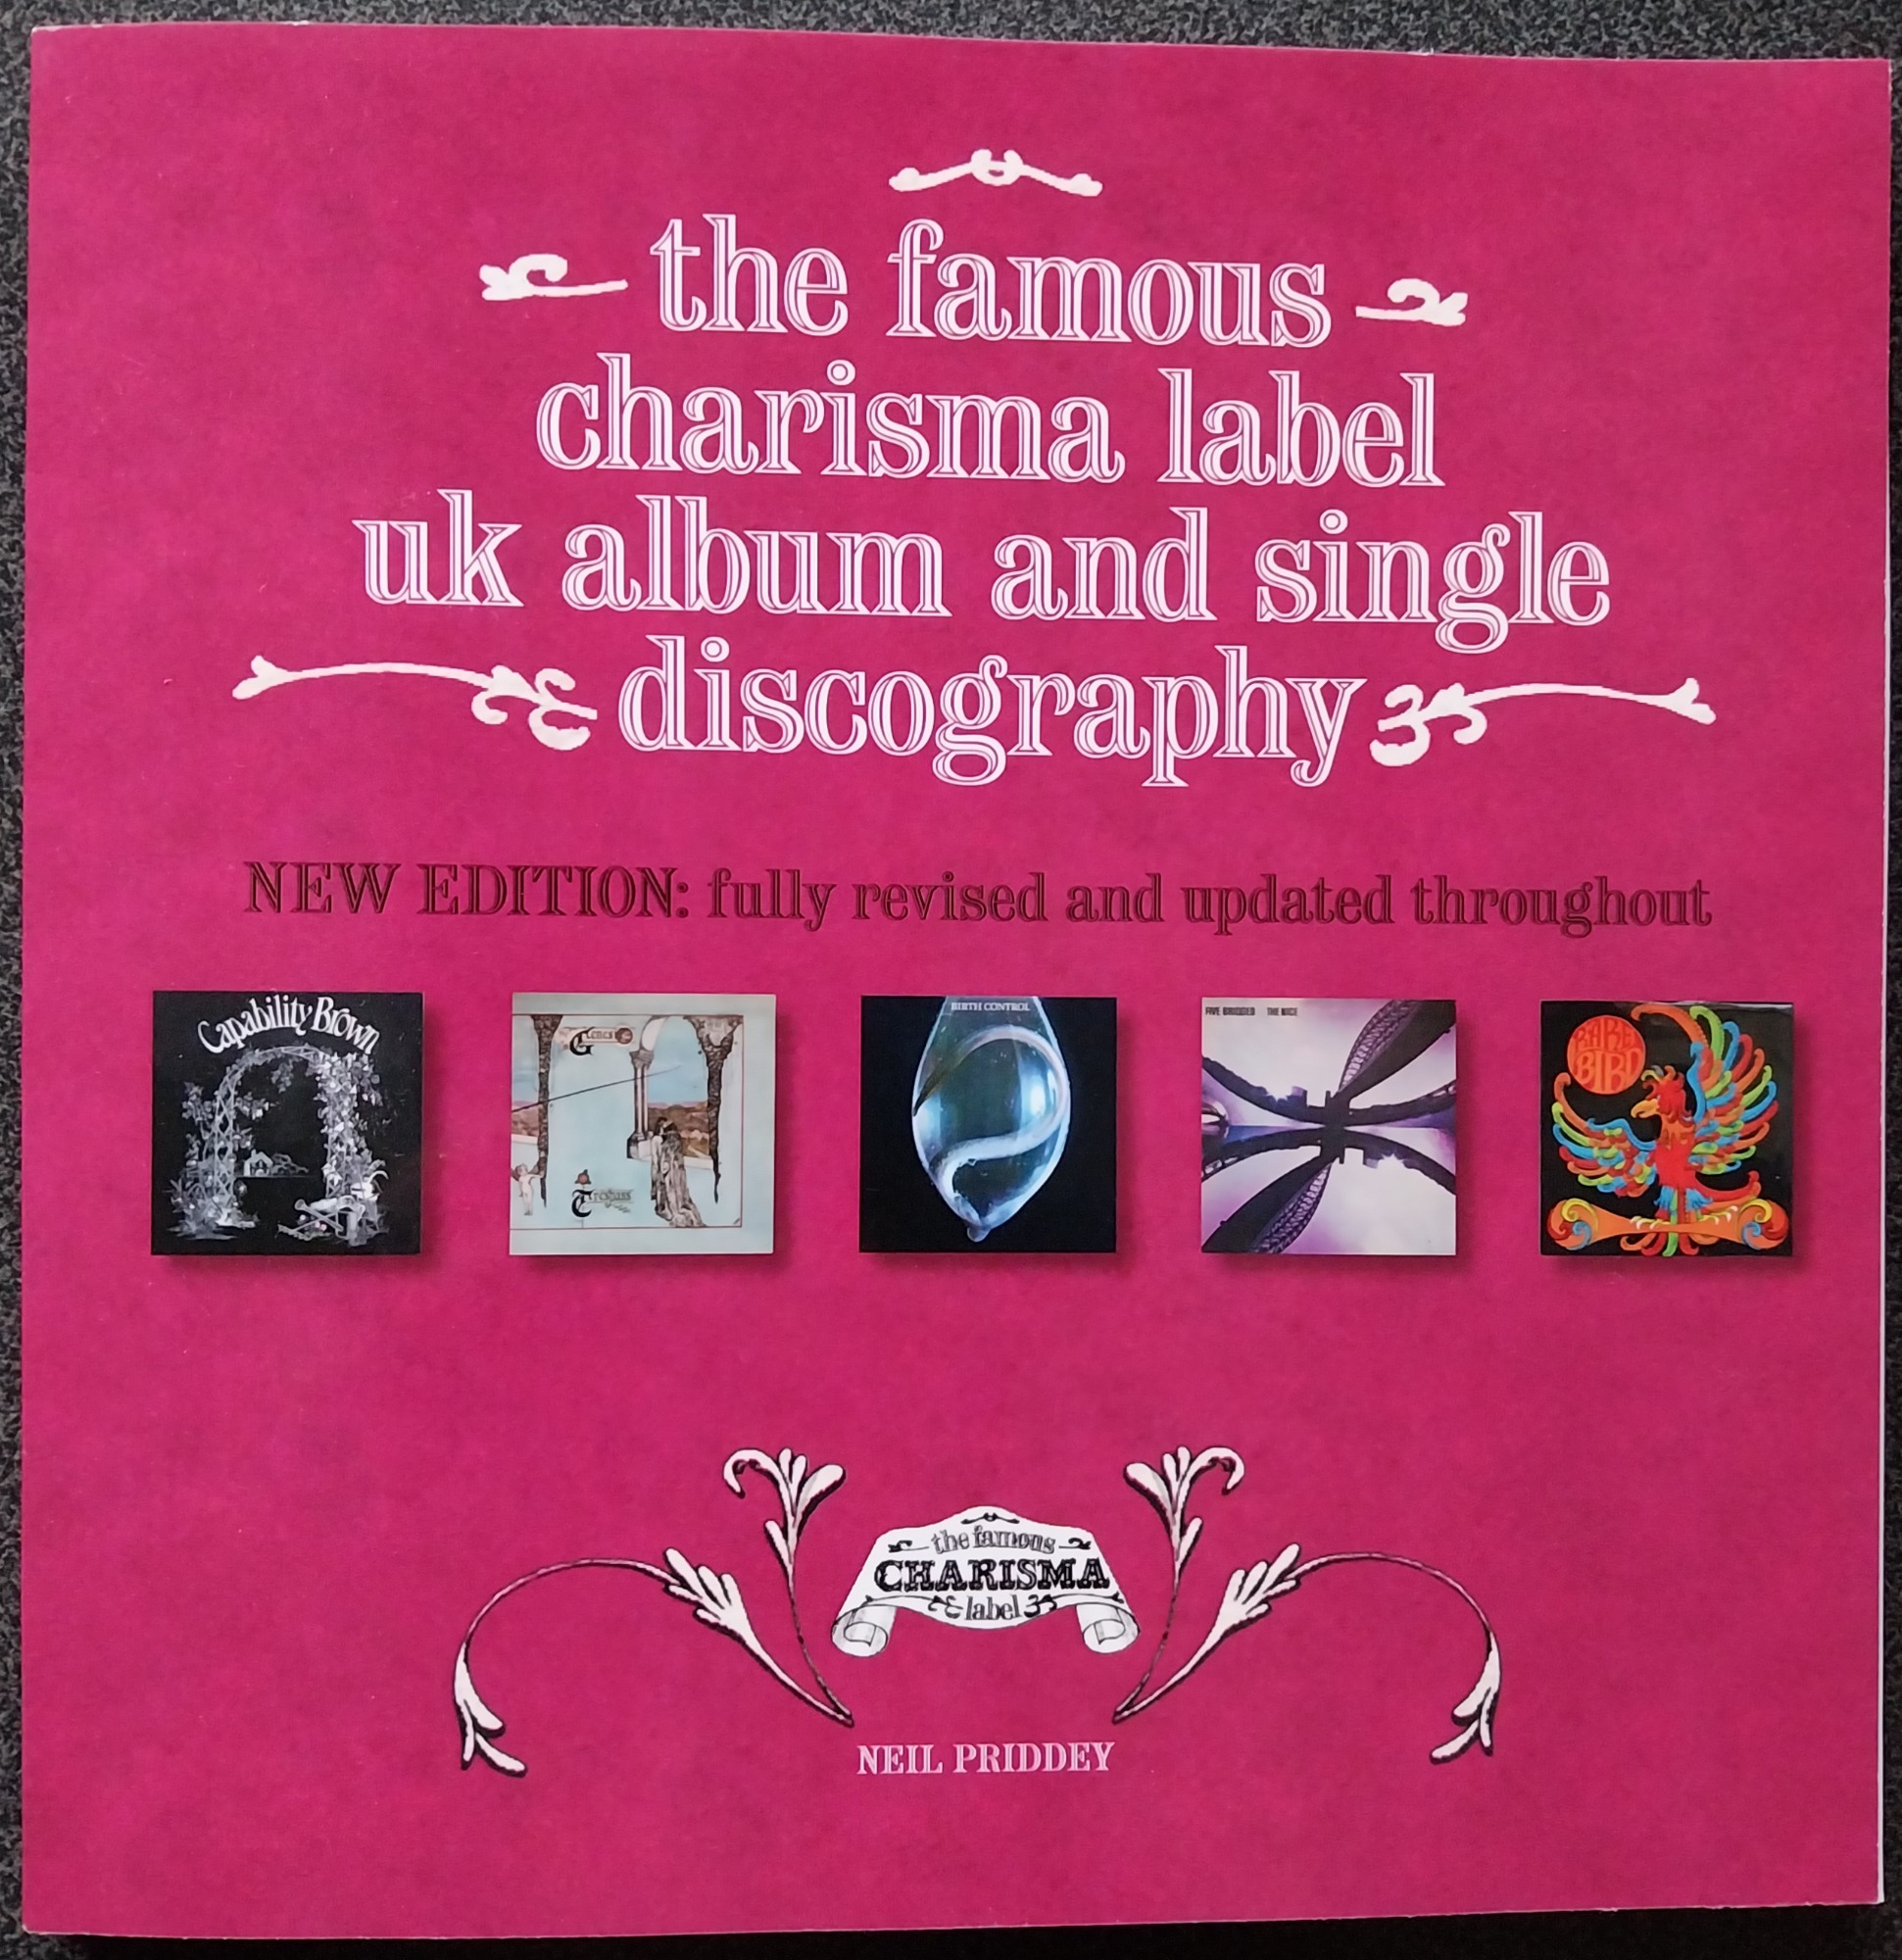 the famous
charisma label
uk album and single
discography
NEW EDITION: fully revised and updated throughout
Capability Brown
Genesis
Trespass
BIRTH CONTROL
FIVE BRIDGES THE NICE
RARE BIRD
the famous
CHARISMA
label
NEIL PRIDDEY